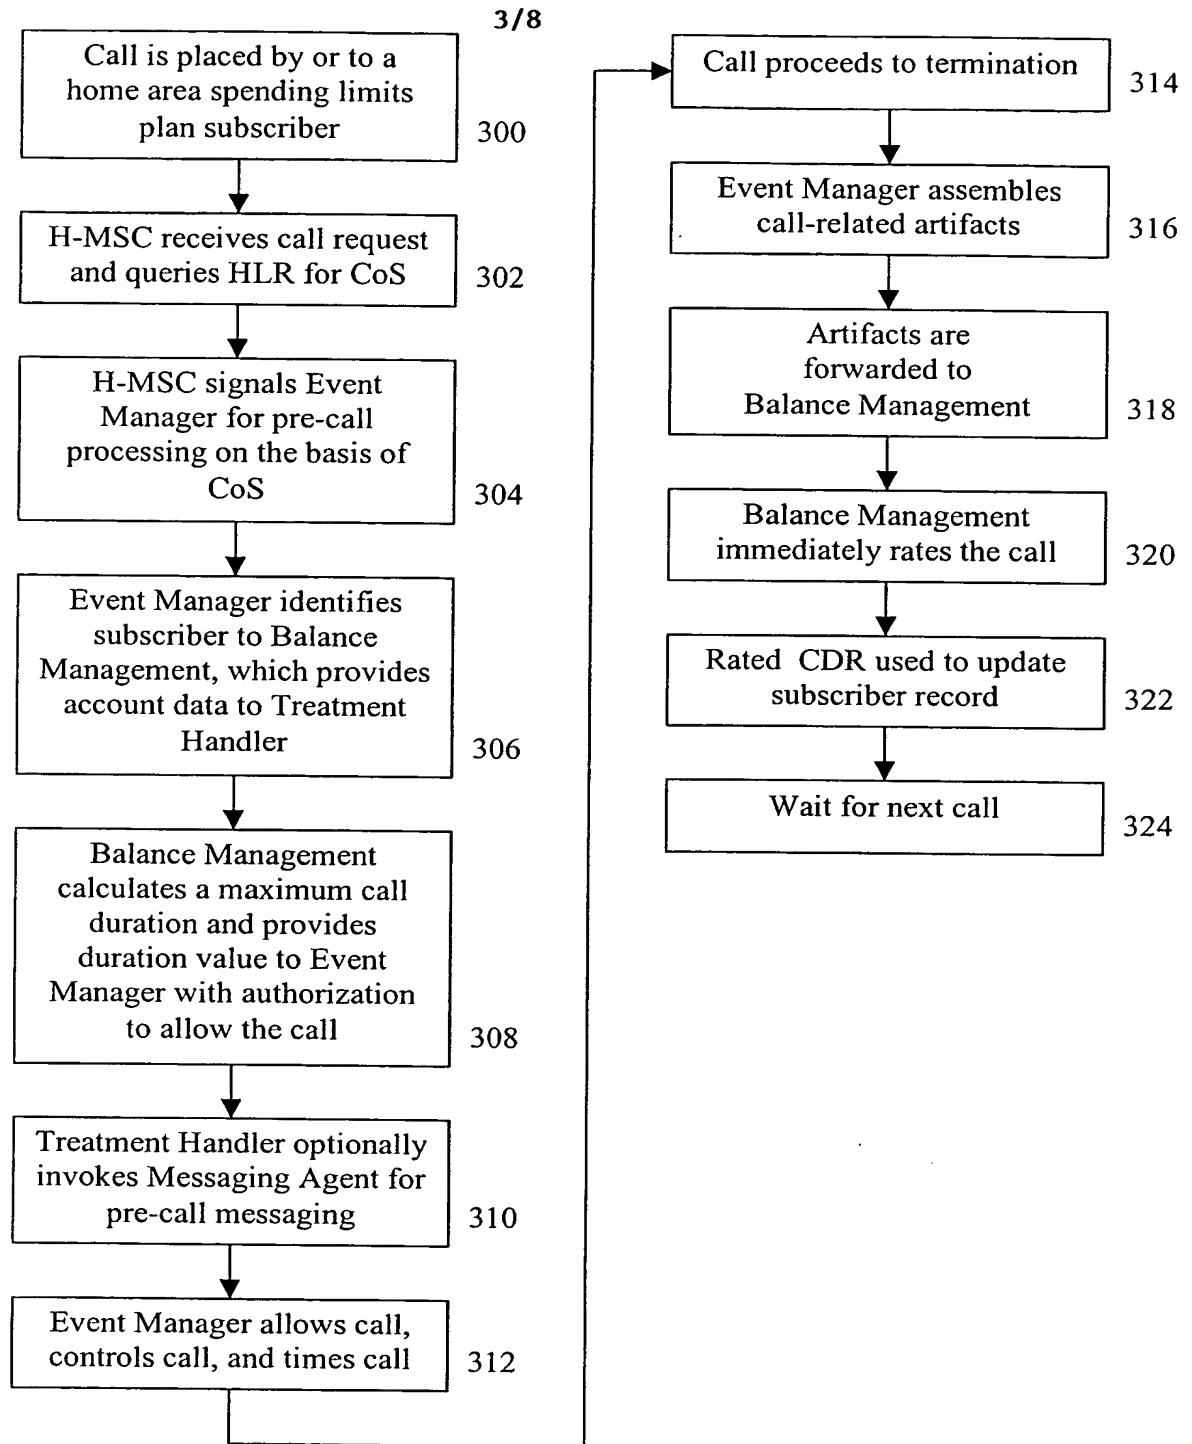 3/8
Call is placed by or to a
home area spending limits
plan subscriber
300
H-MSC receives call request
and queries HLR for CoS
302
H-MSC signals Event
Manager for pre-call
processing on the basis of
CoS
304
Event Manager identifies
subscriber to Balance
Management, which provides
account data to Treatment
Handler
306
Balance Management
calculates a maximum call
duration and provides
duration value to Event
Manager with authorization
to allow the call
308
Treatment Handler optionally
invokes Messaging Agent for
pre-call messaging
310
Event Manager allows call,
controls call, and times call
312
Call proceeds to termination
314
Event Manager assembles
call-related artifacts
316
Artifacts are
forwarded to
Balance Management
318
Balance Management
immediately rates the call
320
Rated CDR used to update
subscriber record
322
Wait for next call
324